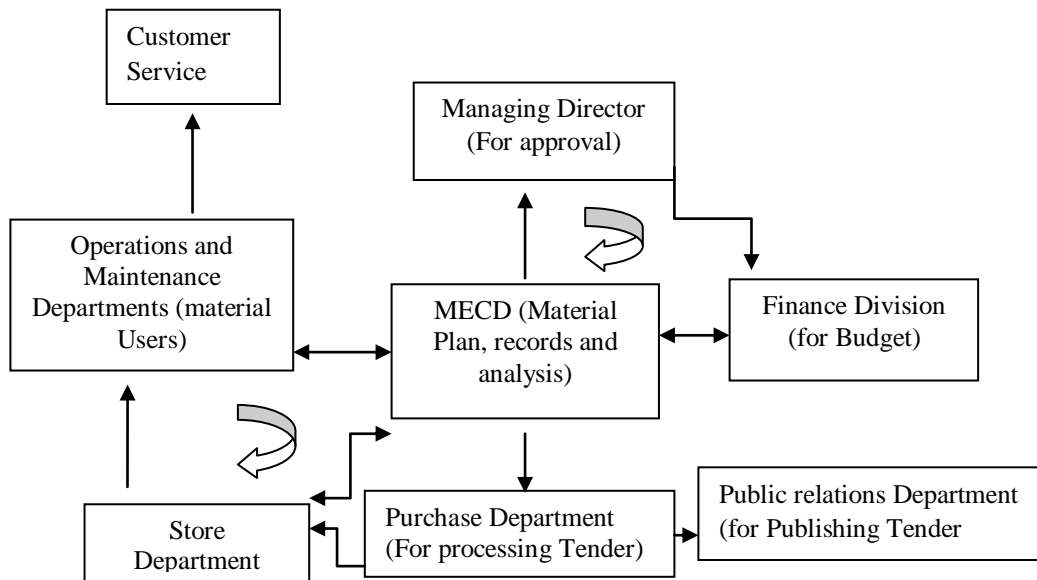 Customer
Service
Managing Director
(For approval)
Operations and
Maintenance
Departments (material
Users)
MECD (Material
Plan, records and
analysis)
Finance Division
(for Budget)
Store
Department
Purchase Department
(For processing Tender)
Public relations Department
(for Publishing Tender